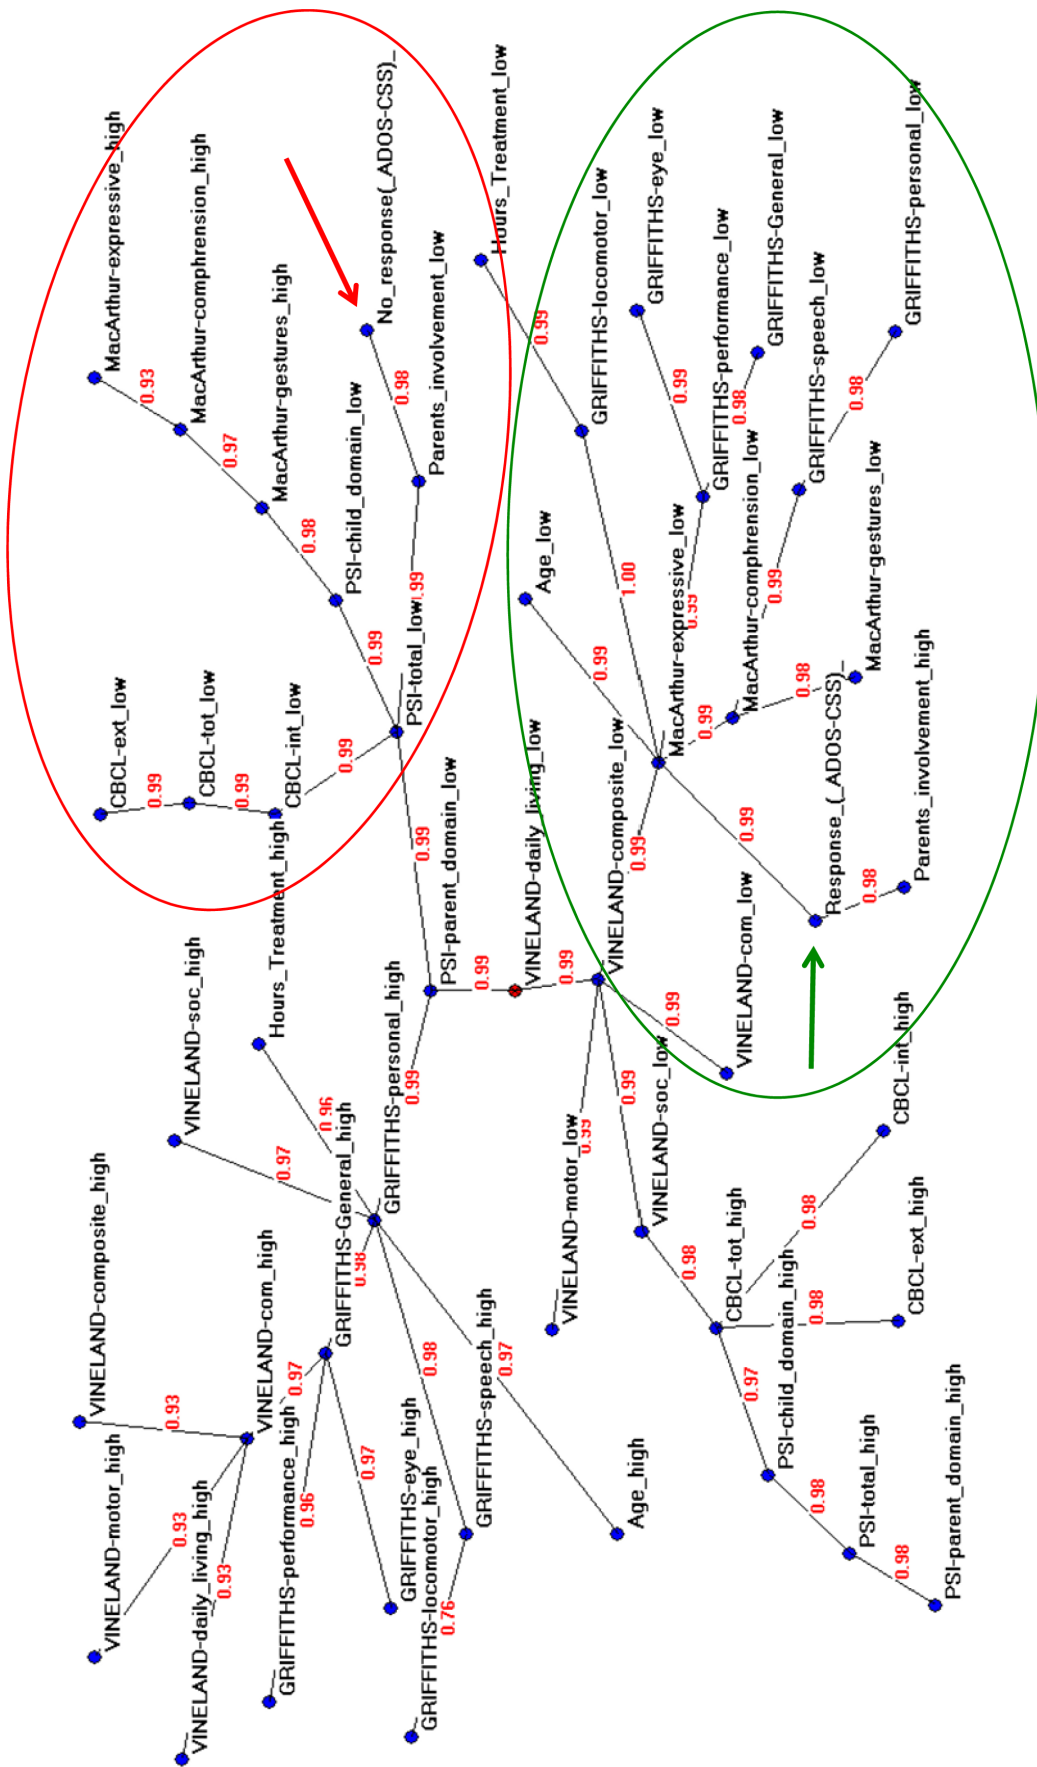 MacArthur-expressive_high
0.93
MacArthur-comphrension_high
0.97
MacArthur-gestures_high
0.98
PSI-child_domain_low
0.99
No_response(_ADOS-CSS)_
0.98
Parents_involvement_low
0.99
PSI-total_low
CBCL-ext_low
0.99
CBCL-tot_low
0.99
CBCL-int_low
0.99
Hours_Treatment_high
0.99
PSI-parent_domain_low
0.99
VINELAND-daily_living_low
0.99
VINELAND-composite_low
0.99
Hours_Treatment_low
0.99
GRIFFITHS-locomotor_low
1.00
GRIFFITHS-eye_low
0.99
GRIFFITHS-performance_low
0.98
GRIFFITHS-General_low
0.99
Age_low
0.99
MacArthur-expressive_low
0.99
MacArthur-comphrension_low
0.99
GRIFFITHS-speech_low
0.98
GRIFFITHS-personal_low
0.98
MacArthur-gestures_low
0.99
Response_(_ADOS-CSS)_
0.98
Parents_involvement_high
0.99
VINELAND-com_low
VINELAND-soc_high
0.97
0.96
GRIFFITHS-personal_high
0.99
GRIFFITHS-General_high
0.98
VINELAND-composite_high
0.93
VINELAND-com_high
0.97
VINELAND-motor_high
0.93
VINELAND-daily_living_high
0.93
GRIFFITHS-performance_high
0.96
GRIFFITHS-eye_high
0.97
GRIFFITHS-locomotor_high
0.76
GRIFFITHS-speech_high
0.98
Age_high
0.97
VINELAND-motor_low
0.99
VINELAND-soc_low
0.99
0.98
CBCL-tot_high
0.98
CBCL-int_high
0.98
CBCL-ext_high
0.97
PSI-child_domain_high
0.98
PSI-total_high
0.98
PSI-parent_domain_high